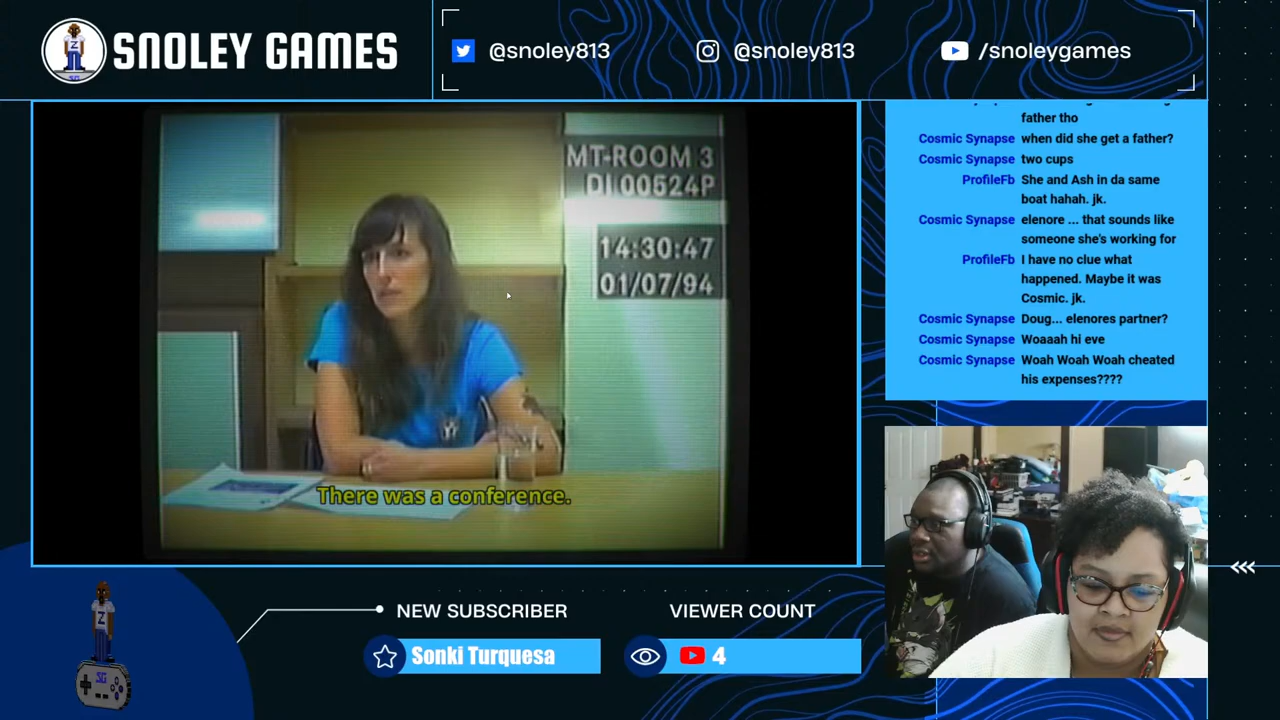 SNOLEY GAMES
@snoley813
@snoley813
/snoleygames
MT-ROOM 3
DI 00524P
14:30:47
01/07/94
There was a conference.
father tho
Cosmic Synapse when did she get a father?
Cosmic Synapse two cups
ProfileFb She and Ash in da same
boat hahah. jk.
Cosmic Synapse elenore ... that sounds like
someone she's working for
ProfileFb I have no clue what
happened. Maybe it was
Cosmic. jk.
Cosmic Synapse Doug... elenores partner?
Cosmic Synapse Woaaah hi eve
Cosmic Synapse Woah Woah Woah cheated
his expenses????
NEW SUBSCRIBER
Sonki Turquesa
VIEWER COUNT
4
Z
SG